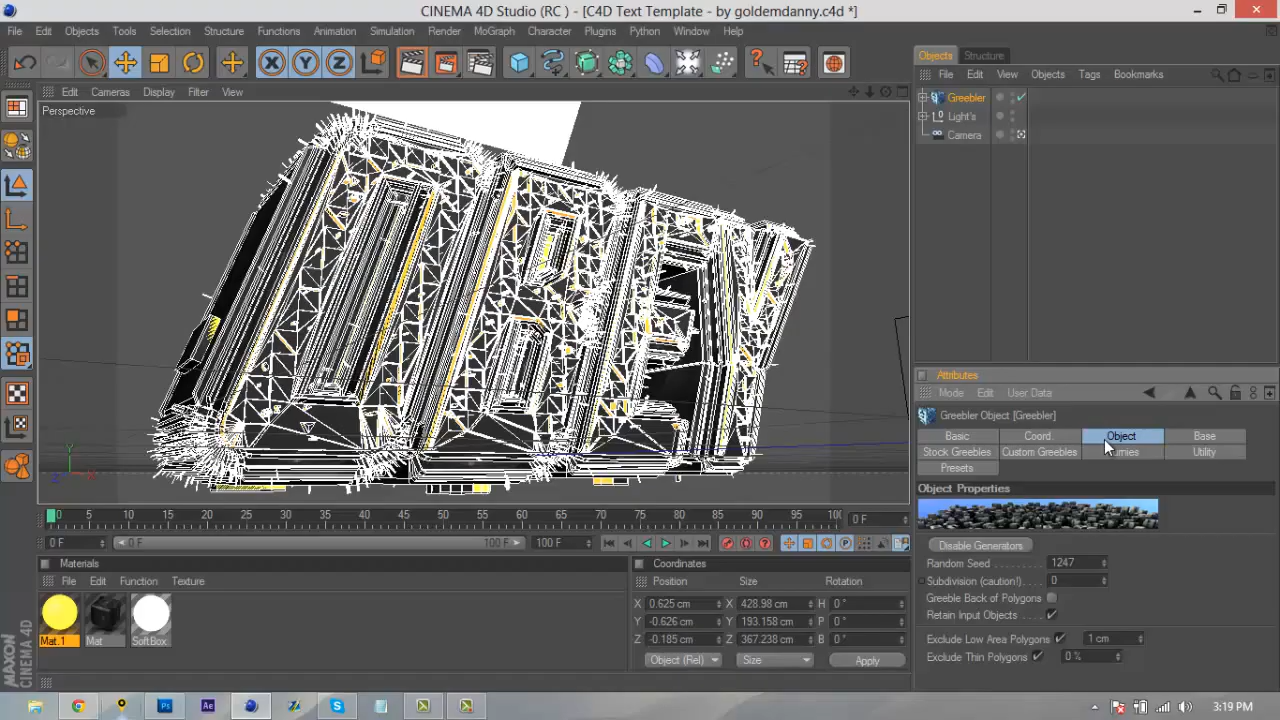 CINEMA 4D Studio (RC ) - [C4D Text Template - by goldemdanny.c4d *]
File Edit Objects Tools Selection Structure Functions Animation Simulation Render MoGraph Character Plugins Python Window Help
Edit Cameras Display Filter View
Perspective
X Y Z
Y
X
Z
0 5 10 15 20 25 30 35 40 45 50 55 60 65 70 75 80 85 90 95 100
0 F
0 F 0 F 100 F 100 F
Materials
File Edit Function Texture
Mat.1 Mat SoftBox
Coordinates
Position Size Rotation
X 0.625 cm X 428.98 cm H 0 °
Y -0.626 cm Y 193.158 cm P 0 °
Z -0.185 cm Z 367.238 cm B 0 °
Object (Rel) Size Apply
Objects Structure
File Edit View Objects Tags Bookmarks
Greebler
Light's
Camera
Attributes
Mode Edit User Data
Greebler Object [Greebler]
Basic Coord. Object Base
Stock Greebles Custom Greebles Utility
Presets
Object Properties
Disable Generators
Random Seed 1247
Subdivision (caution!) 0
Greeble Back of Polygons
Retain Input Objects
Exclude Low Area Polygons 1 cm
Exclude Thin Polygons 0 %
MAXON
CINEMA 4D
Ps Ae
3:19 PM